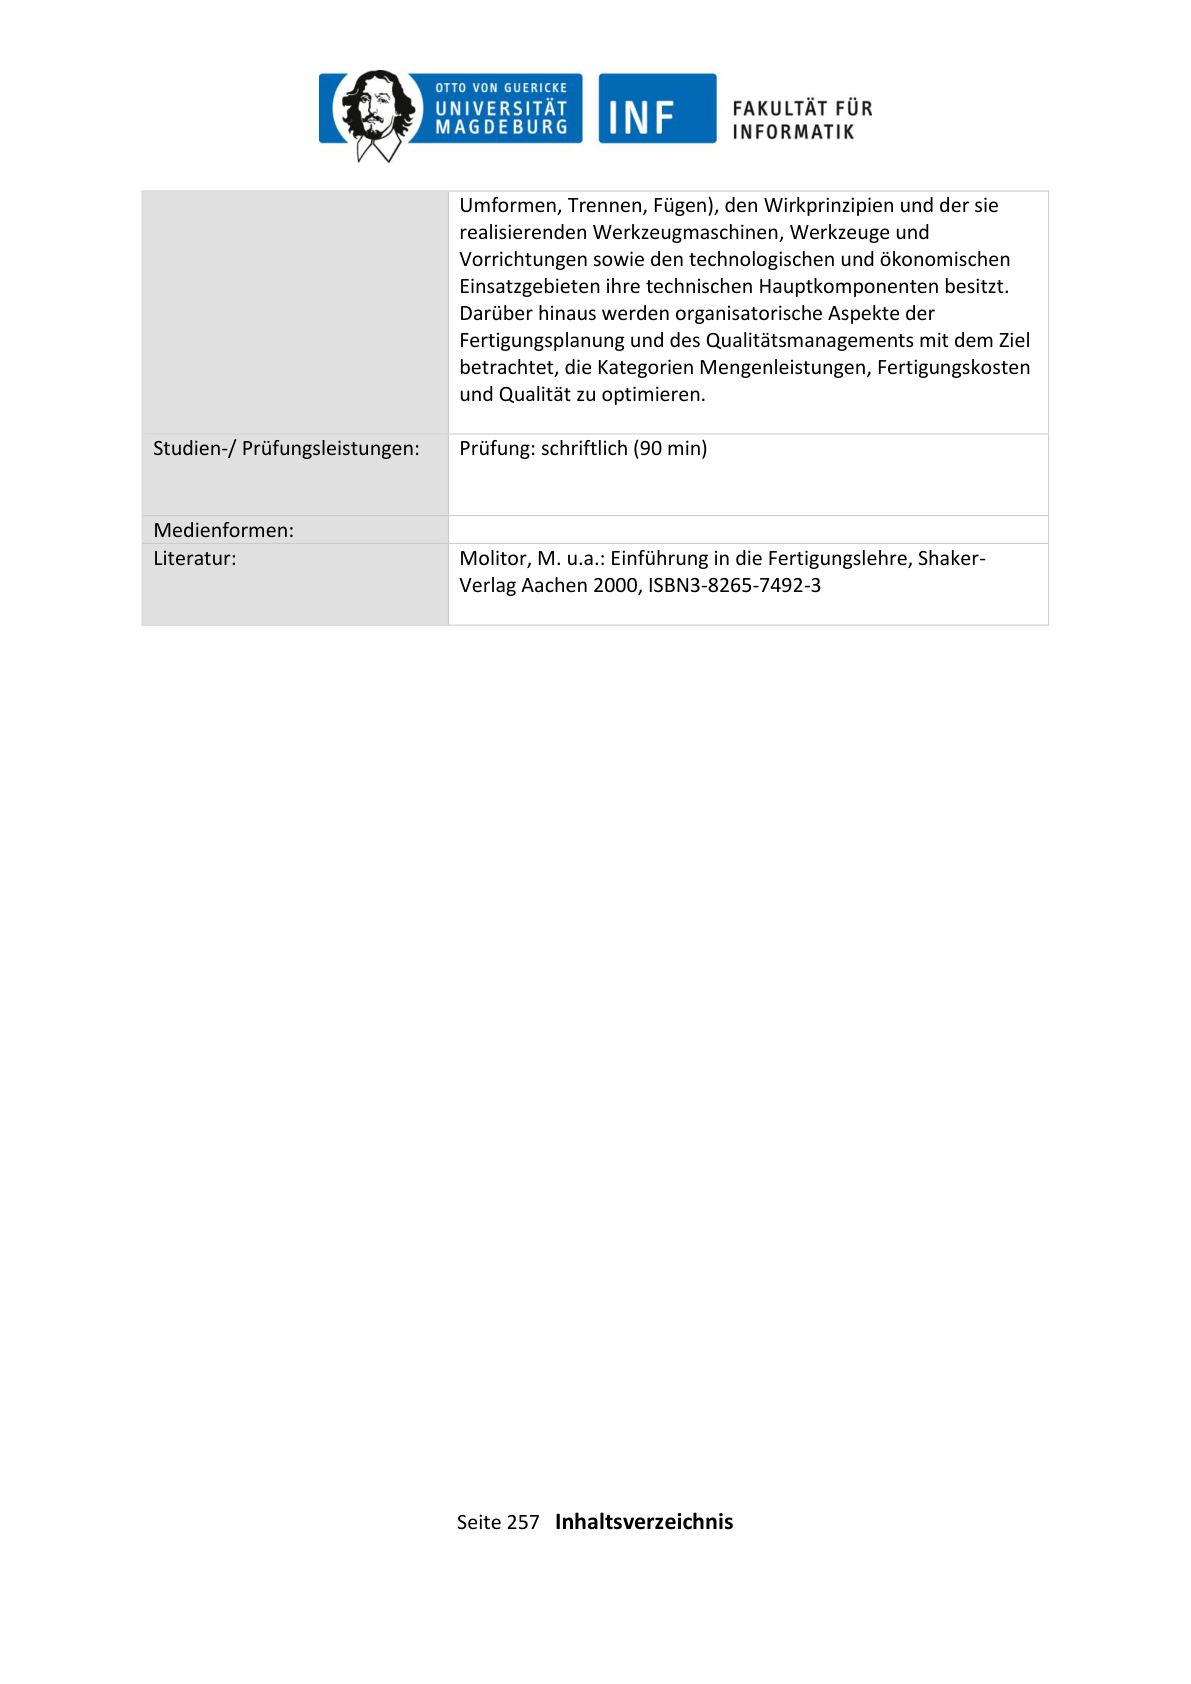 OTTO VON GUERICKE
UNIVERSITÄT
MAGDEBURG
INF
FAKULTÄT FÜR
INFORMATIK
Umformen, Trennen, Fügen), den Wirkprinzipien und der sie
realisierenden Werkzeugmaschinen, Werkzeuge und
Vorrichtungen sowie den technologischen und ökonomischen
Einsatzgebieten ihre technischen Hauptkomponenten besitzt.
Darüber hinaus werden organisatorische Aspekte der
Fertigungsplanung und des Qualitätsmanagements mit dem Ziel
betrachtet, die Kategorien Mengenleistungen, Fertigungskosten
und Qualität zu optimieren.
Studien-/ Prüfungsleistungen:
Prüfung: schriftlich (90 min)
Medienformen:
Literatur:
Molitor, M. u.a.: Einführung in die Fertigungslehre, Shaker-
Verlag Aachen 2000, ISBN3-8265-7492-3
Seite 257 Inhaltsverzeichnis